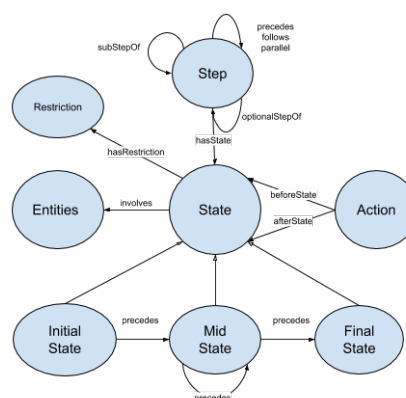 subStepOf
precedes
follows
parallel
Step
optionalStepOf
Restriction
hasState
hasRestriction
Entities
involves
State
beforeState
afterState
Action
Initial
State
precedes
Mid
State
precedes
Final
State
precedes